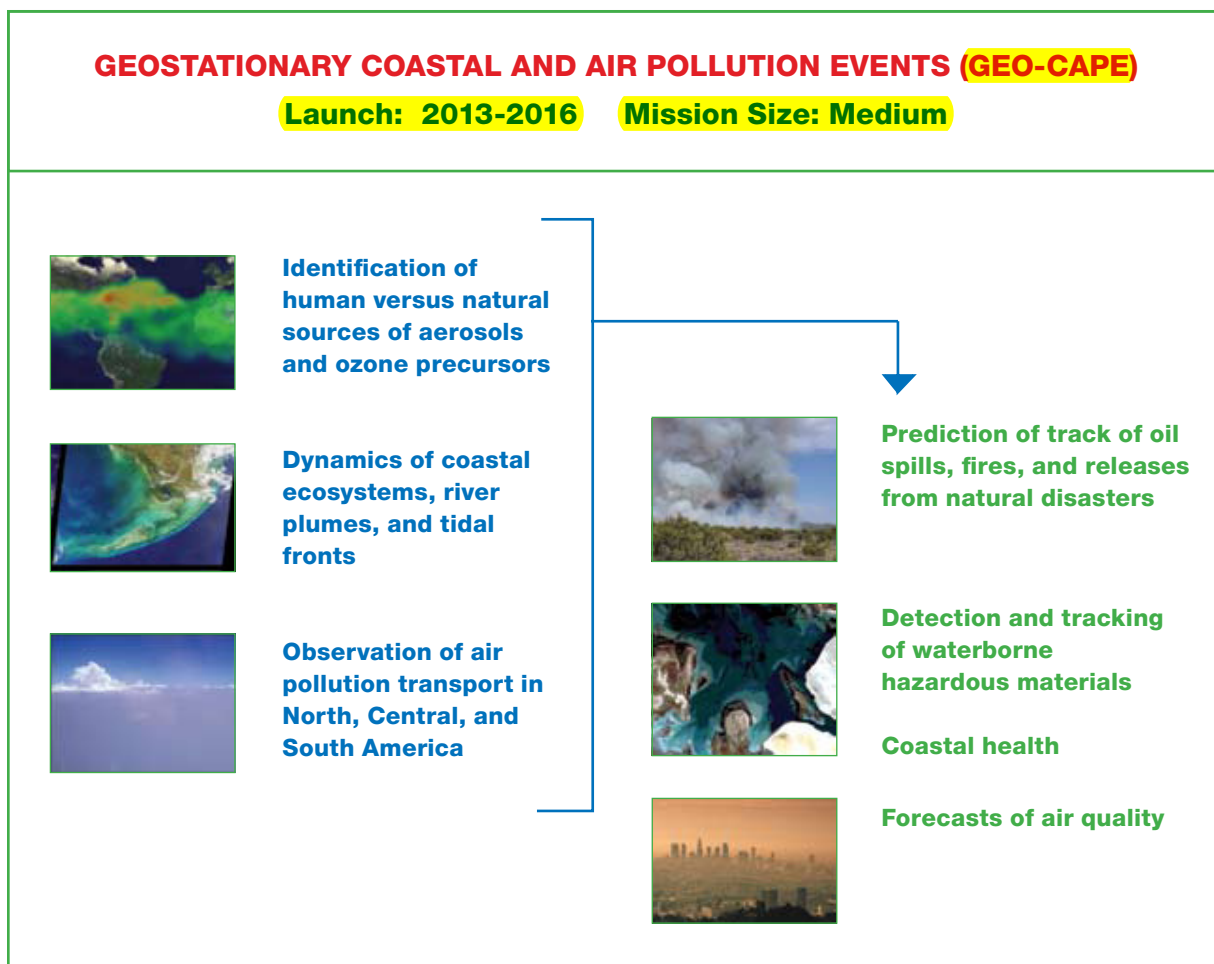 GEOSTATIONARY COASTAL AND AIR POLLUTION EVENTS (GEO-CAPE)
Launch: 2013-2016 Mission Size: Medium
Identification of
human versus natural
sources of aerosols
and ozone precursors
Dynamics of coastal
ecosystems, river
plumes, and tidal
fronts
Observation of air
pollution transport in
North, Central, and
South America
Prediction of track of oil
spills, fires, and releases
from natural disasters
Detection and tracking
of waterborne
hazardous materials
Coastal health
Forecasts of air quality